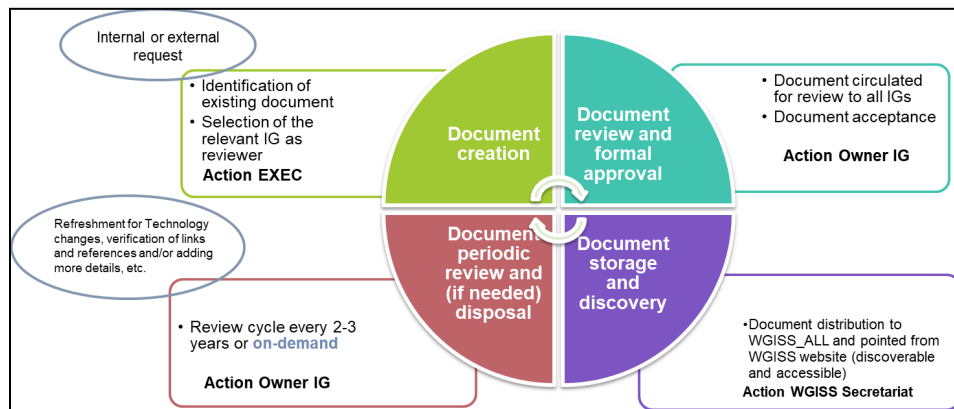 Internal or external
request
• Identification of
existing document
• Selection of the
relevant IG as
reviewer
Action EXEC
Document
creation
Document
review and
formal
approval
• Document circulated
for review to all IGs
• Document acceptance
Action Owner IG
Refreshment for Technology
changes, verification of links
and references and/or adding
more details, etc.
• Review cycle every 2-3
years or on-demand
Action Owner IG
Document
periodic
review and
(if needed)
disposal
Document
storage
and
discovery
•Document distribution to
WGISS_ALL and pointed from
WGISS website (discoverable
and accessible)
Action WGISS Secretariat